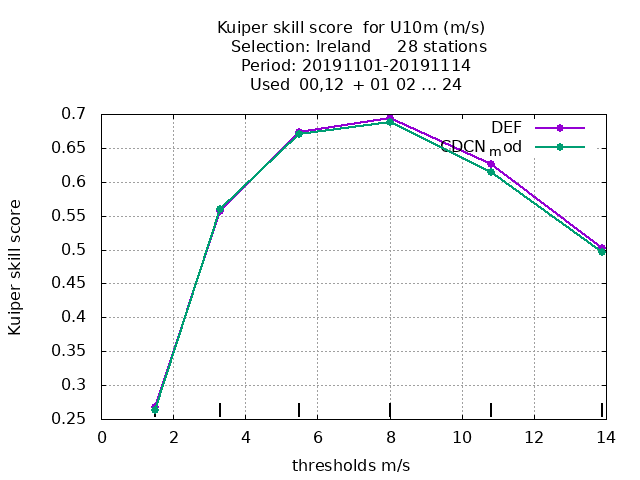 Kuiper skill score  for U10m (m/s)
Selection: Ireland     28 stations
Period: 20191101-20191114
Used  00,12  + 01 02 ... 24
0.7
0.65
0.6
0.55
0.5
0.45
0.4
0.35
0.3
0.25
Kuiper skill score
DEF
CDCN_mod
0 2 4 6 8 10 12 14
thresholds m/s